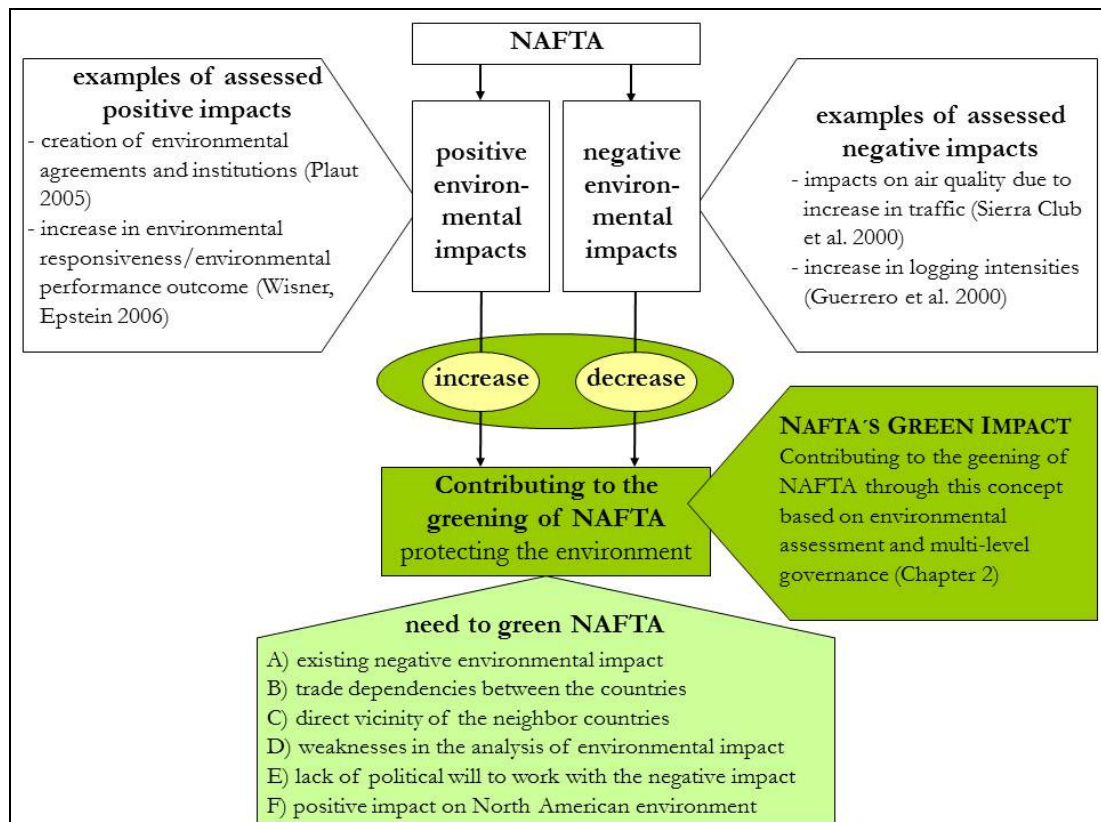 NAFTA
examples of assessed
positive impacts
- creation of environmental
agreements and institutions (Plaut
2005)
- increase in environmental
responsiveness/environmental
performance outcome (Wisner,
Epstein 2006)
positive
environ-
mental
impacts
negative
environ-
mental
impacts
examples of assessed
negative impacts
- impacts on air quality due to
increase in traffic (Sierra Club
et al. 2000)
- increase in logging intensities
(Guerrero et al. 2000)
increase
decrease
Contributing to the
greening of NAFTA
protecting the environment
NAFTA´S GREEN IMPACT
Contributing to the geening of
NAFTA through this concept
based on environmental
assessment and multi-level
governance (Chapter 2)
need to green NAFTA
A) existing negative environmental impact
B) trade dependencies between the countries
C) direct vicinity of the neighbor countries
D) weaknesses in the analysis of environmental impact
E) lack of political will to work with the negative impact
F) positive impact on North American environment